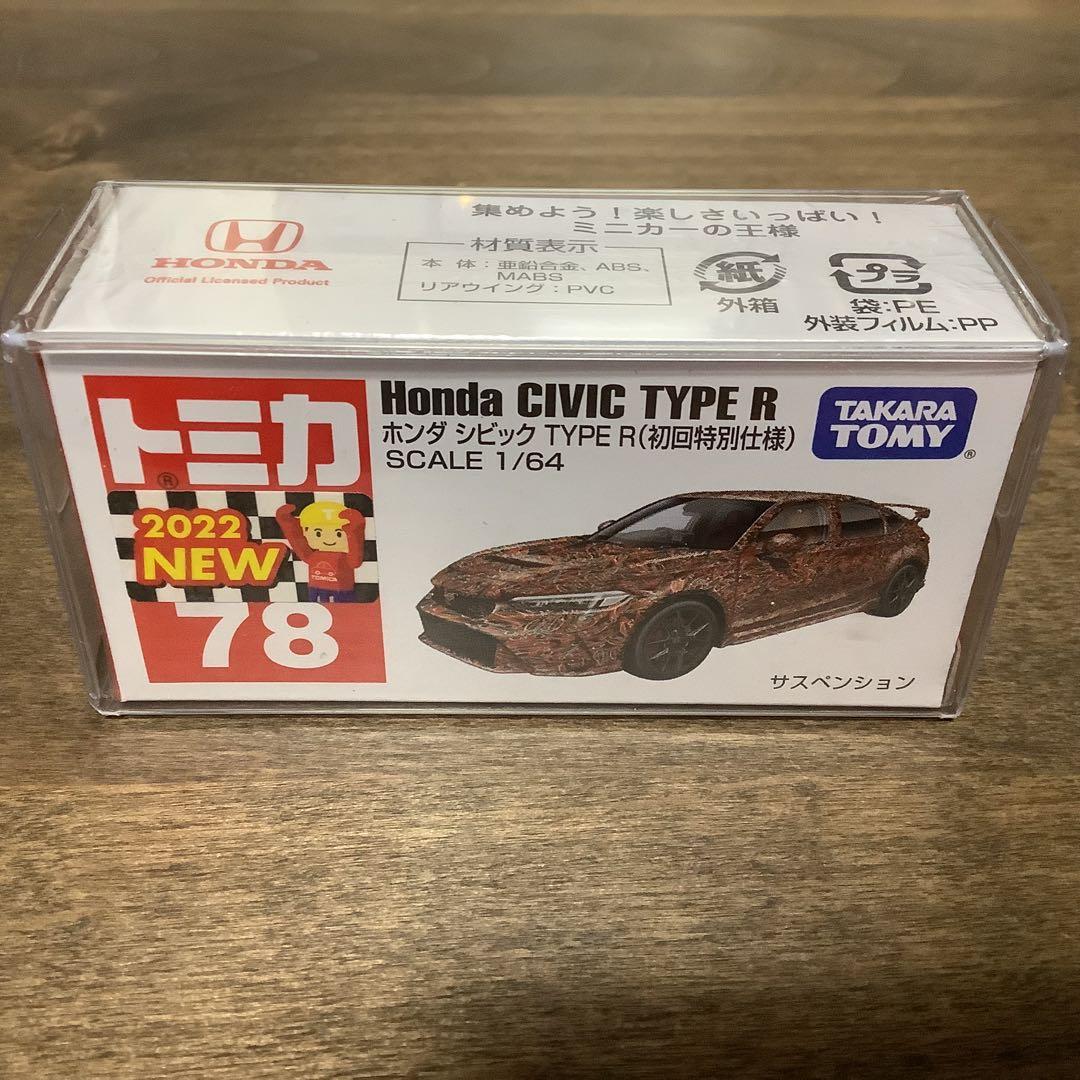 集めよう！楽しさいっぱい！
ミニカーの王様
HONDA
Official Licensed Product
材質表示
本体：亜鉛合金、ABS、
MABS
リアウイング：PVC
紙
外箱
プラ
袋:PE
外装フィルム:PP
トミカ®
2022
NEW
T
TOMICA
78
Honda CIVIC TYPE R
ホンダ シビック TYPE R(初回特別仕様)
SCALE 1/64
TAKARA
TOMY®
サスペンション